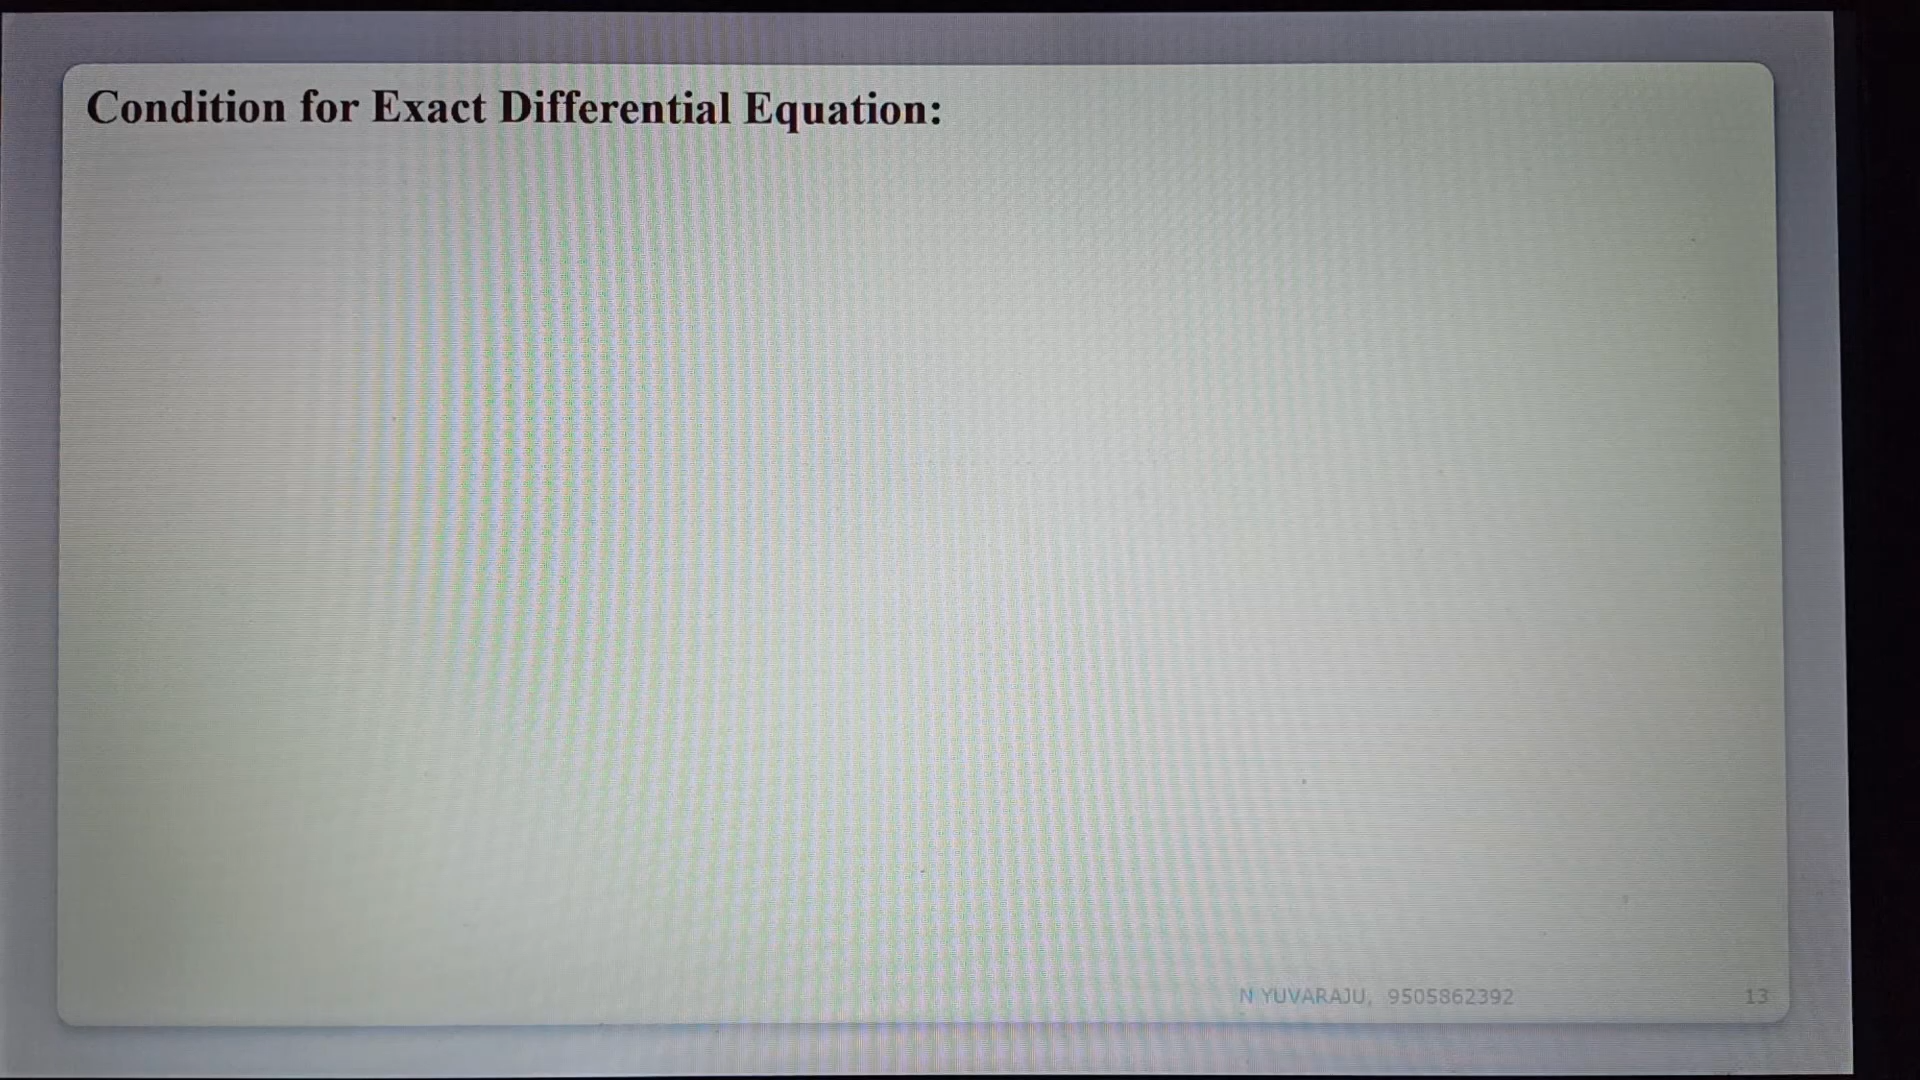 Condition for Exact Differential Equation:
N YUVARAJU, 9505862392 13